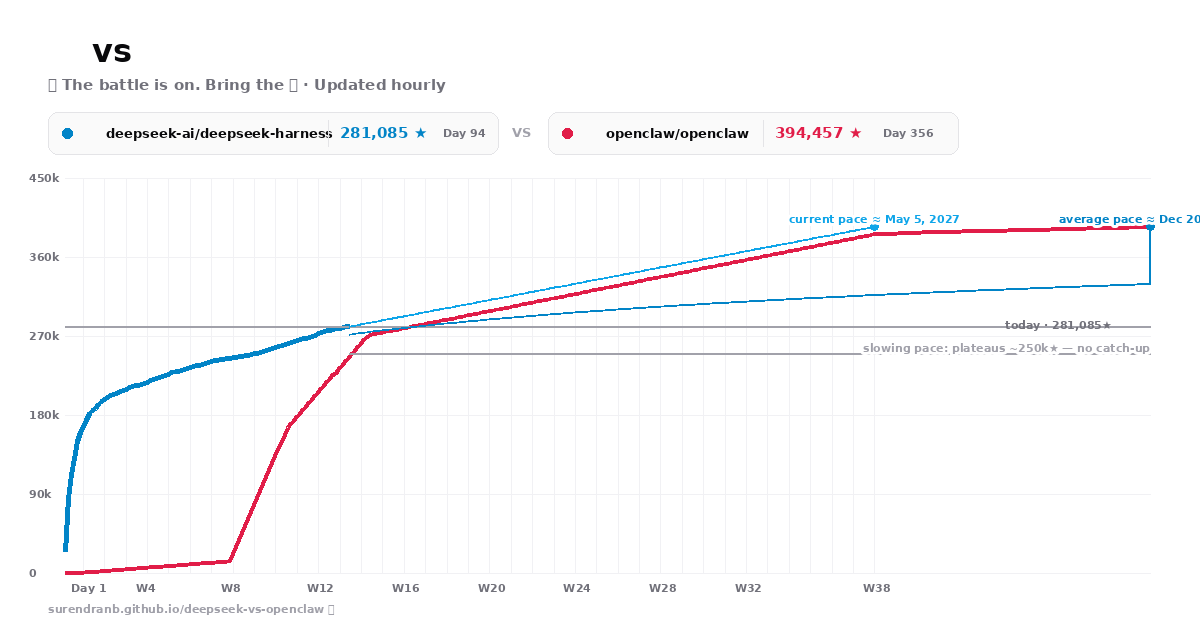 vs
The battle is on. Bring the · Updated hourly
deepseek-ai/deepseek-harness 281,085 ★ Day 94
VS
openclaw/openclaw 394,457 ★ Day 356
450k
360k
270k
180k
90k
0
current pace ≈ May 5, 2027
average pace ≈ Dec 20
today · 281,085★
slowing pace: plateaus ~250k★ — no catch-up
Day 1 W4 W8 W12 W16 W20 W24 W28 W32 W38
surendranb.github.io/deepseek-vs-openclaw